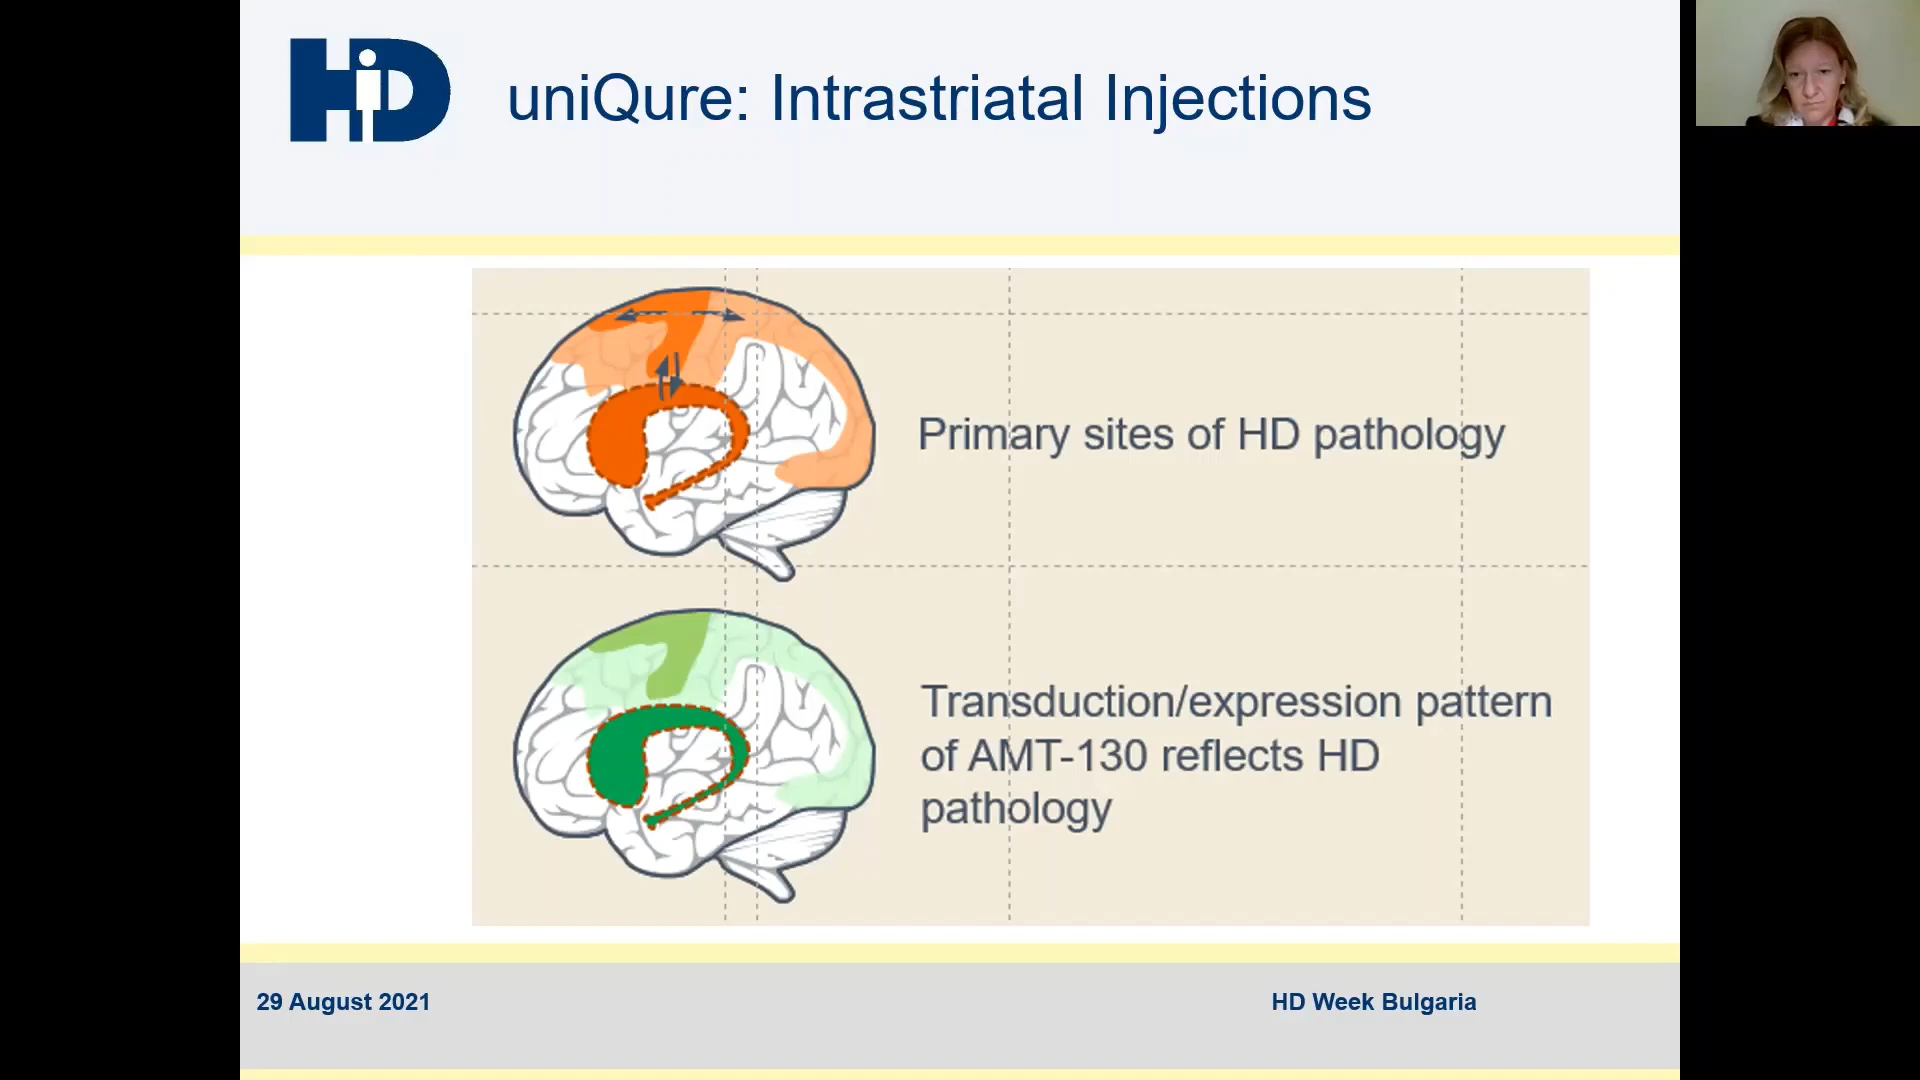 HD
uniQure: Intrastriatal Injections
Primary sites of HD pathology
Transduction/expression pattern
of AMT-130 reflects HD
pathology
29 August 2021
HD Week Bulgaria